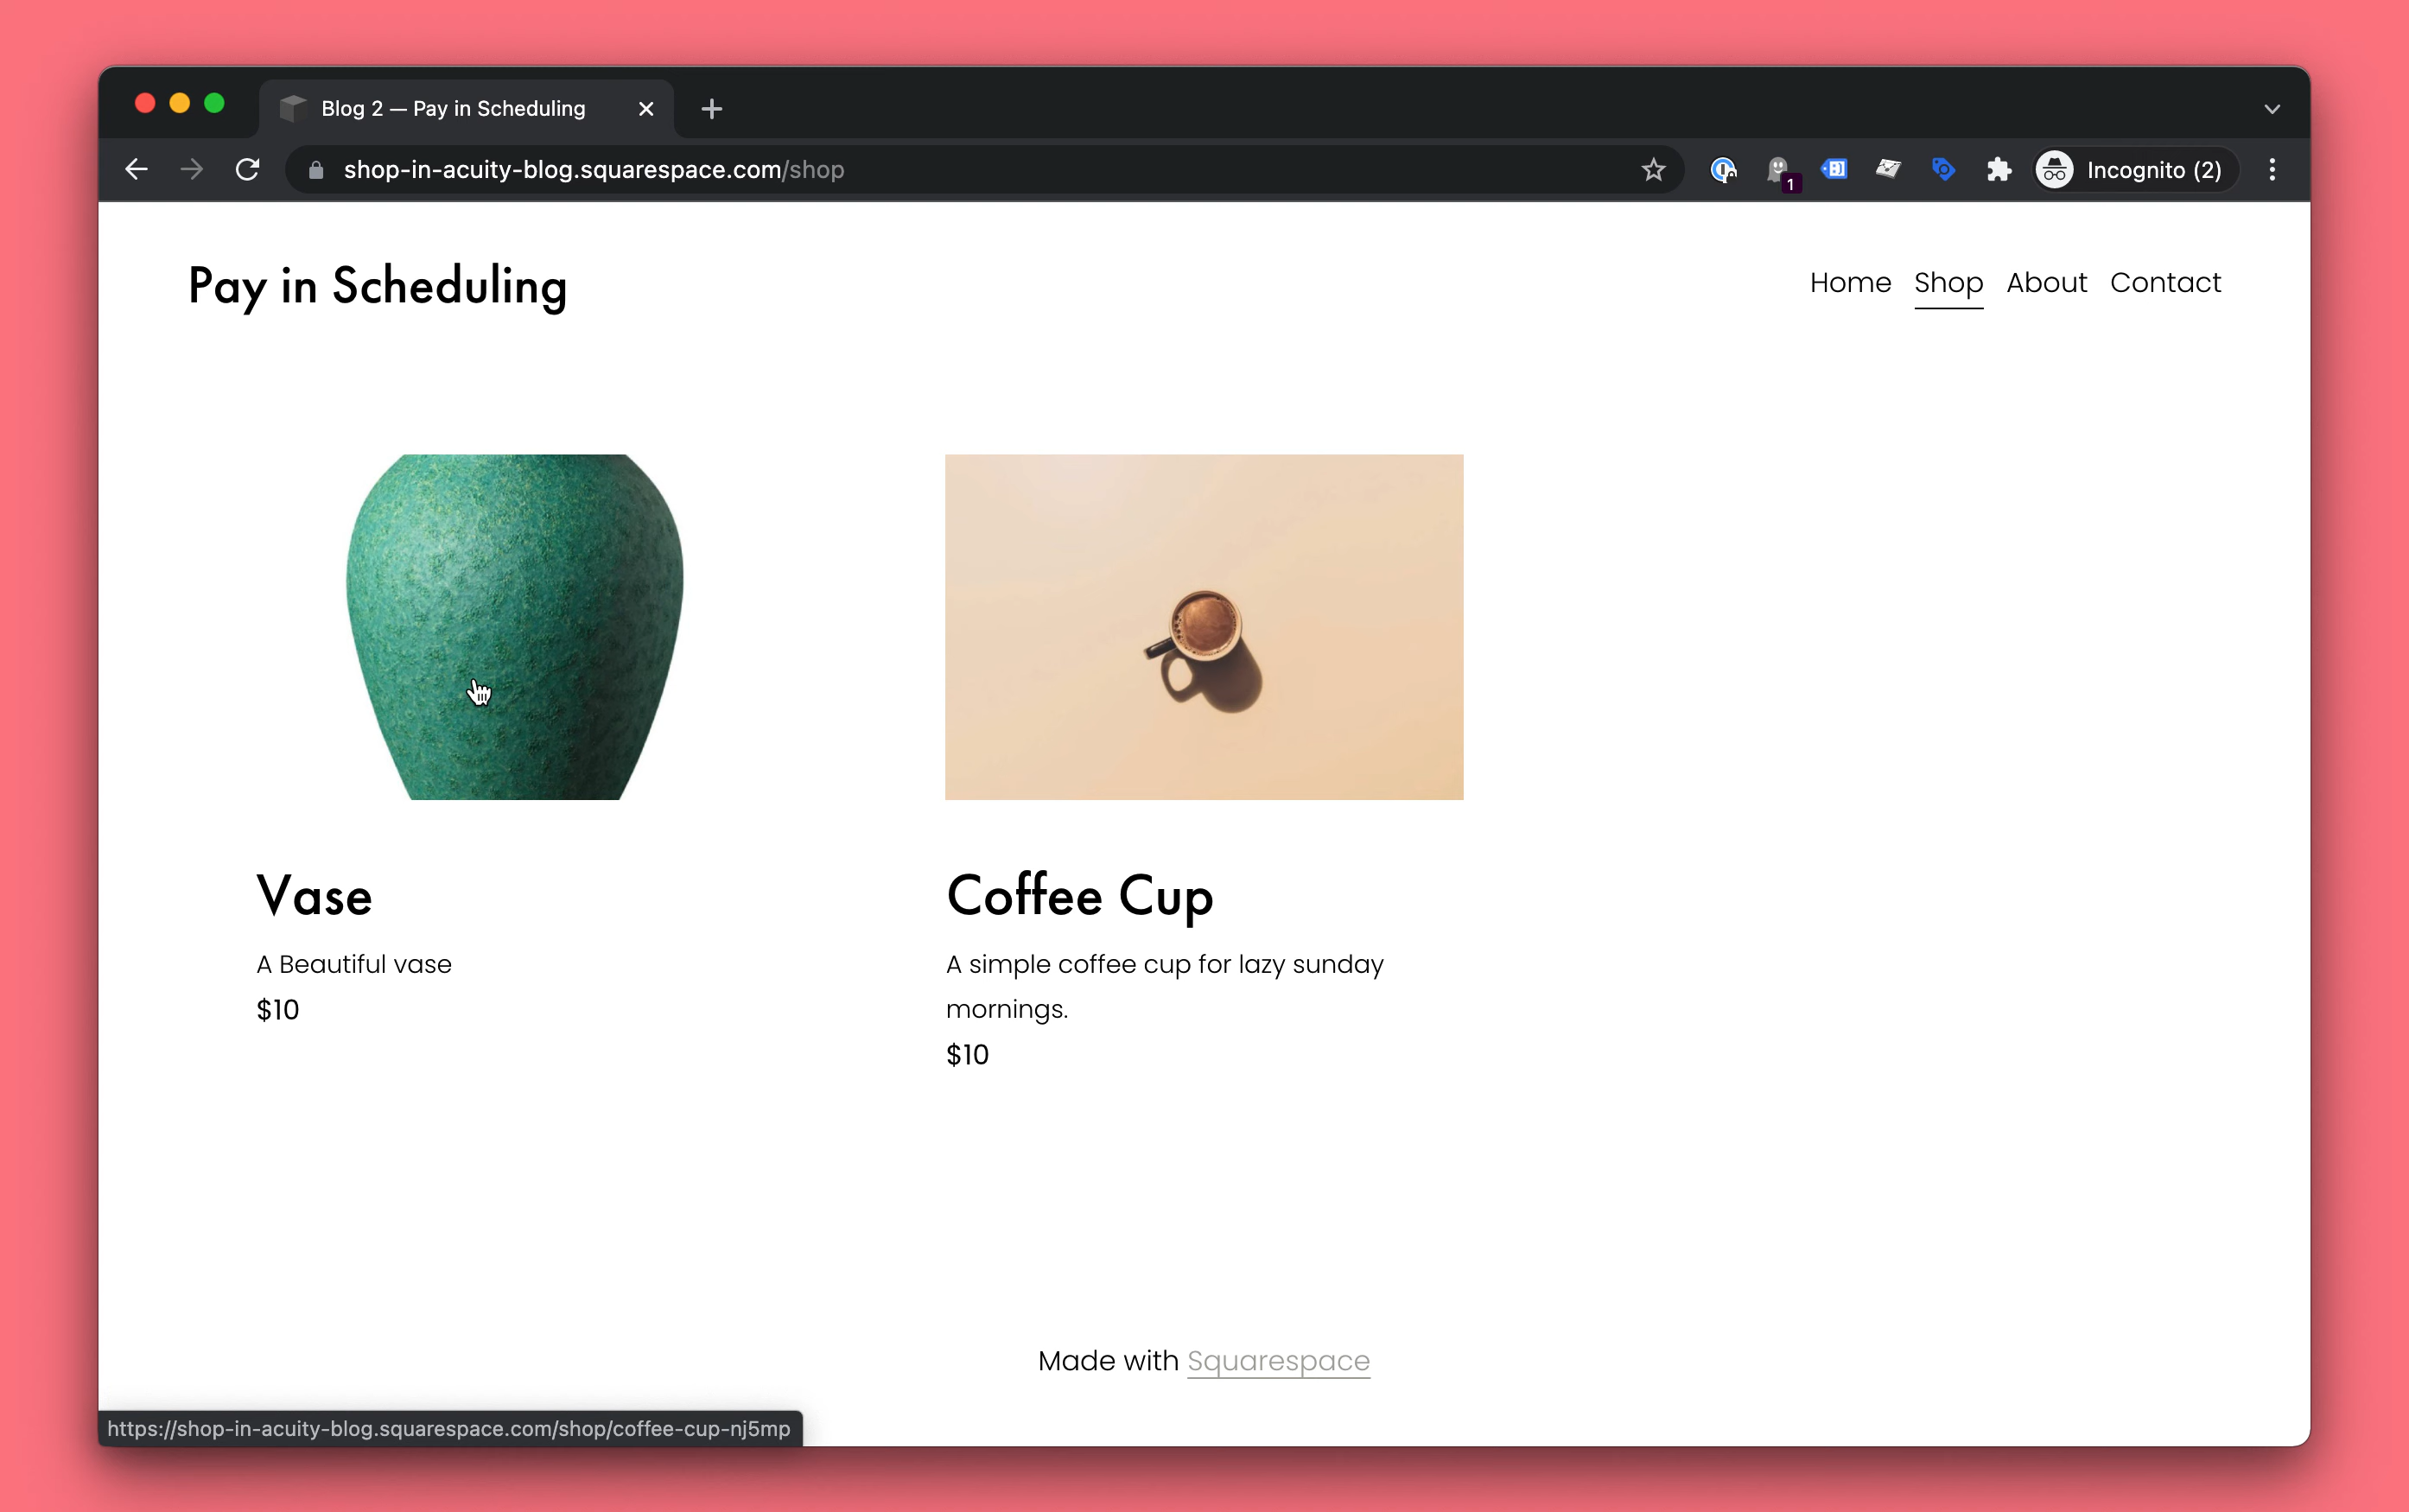 Blog 2 — Pay in Scheduling
shop-in-acuity-blog.squarespace.com/shop
1
Incognito (2)
Pay in Scheduling
Home Shop About Contact
Vase
A Beautiful vase
$10
Coffee Cup
A simple coffee cup for lazy sunday
mornings.
$10
Made with Squarespace
https://shop-in-acuity-blog.squarespace.com/shop/coffee-cup-nj5mp